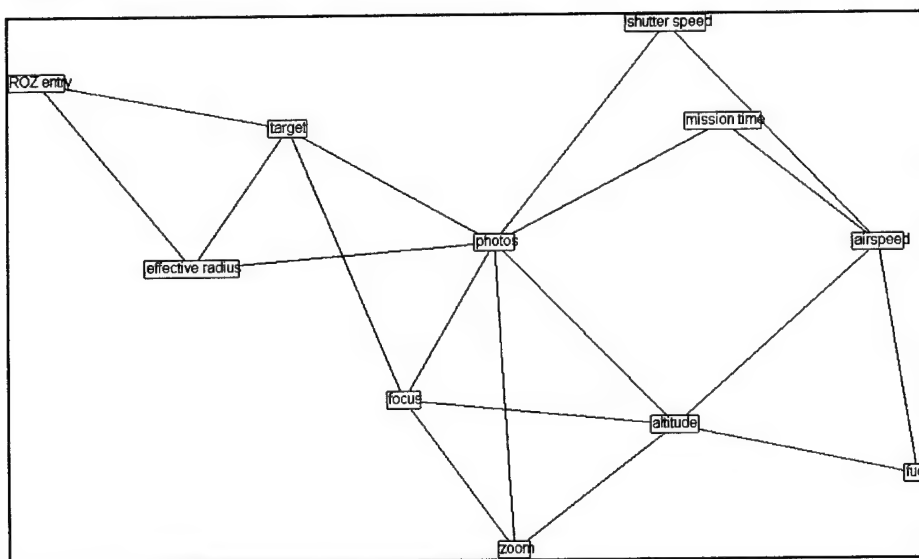 shutter speed
ROZ entry
mission time
target
photos
airspeed
effective radius
focus
altitude
zoom